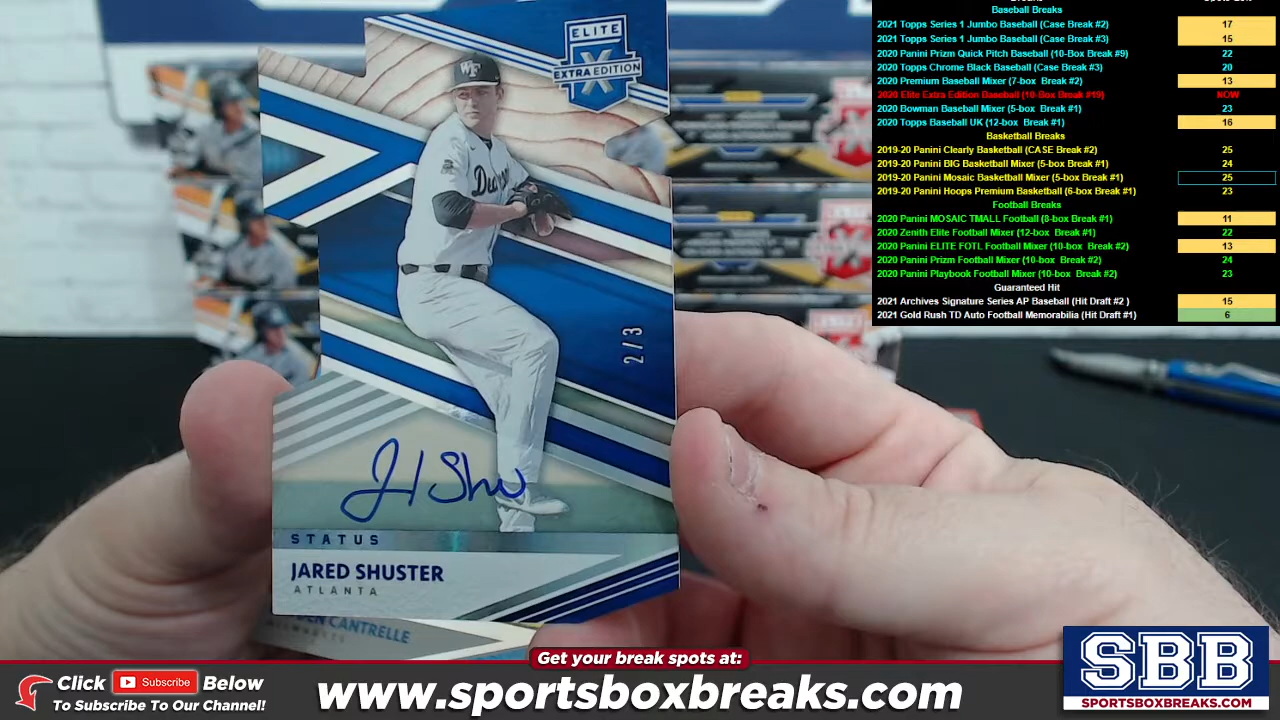 Baseball Breaks
2021 Topps Series 1 Jumbo Baseball (Case Break #2) 17
2021 Topps Series 1 Jumbo Baseball (Case Break #3) 15
2020 Panini Prizm Quick Pitch Baseball (10-Box Break #9) 22
2020 Topps Chrome Black Baseball (Case Break #3) 20
2020 Premium Baseball Mixer (7-box Break #2) 13
2020 Elite Extra Edition Baseball (10-Box Break #19) NOW
2020 Bowman Baseball Mixer (5-box Break #1) 23
2020 Topps Baseball UK (12-box Break #1) 16
Basketball Breaks
2019-20 Panini Clearly Basketball (CASE Break #2) 25
2019-20 Panini BIG Basketball Mixer (5-box Break #1) 24
2019-20 Panini Mosaic Basketball Mixer (5-box Break #1) 25
2019-20 Panini Hoops Premium Basketball (6-box Break #1) 23
Football Breaks
2020 Panini MOSAIC TMALL Football (8-box Break #1) 11
2020 Zenith Elite Football Mixer (12-box Break #1) 22
2020 Panini ELITE FOTL Football Mixer (10-box Break #2) 13
2020 Panini Prizm Football Mixer (10-box Break #2) 24
2020 Panini Playbook Football Mixer (10-box Break #2) 23
Guaranteed Hit
2021 Archives Signature Series AP Baseball (Hit Draft #2 ) 15
2021 Gold Rush TD Auto Football Memorabilia (Hit Draft #1) 6
ELITE
X
EXTRA EDITION
WF
2/3
J Shu
STATUS
JARED SHUSTER
ATLANTA
CANTRELLE
Get your break spots at:
Click Subscribe Below
To Subscribe To Our Channel!
www.sportsboxbreaks.com
SBB
SPORTSBOXBREAKS.COM